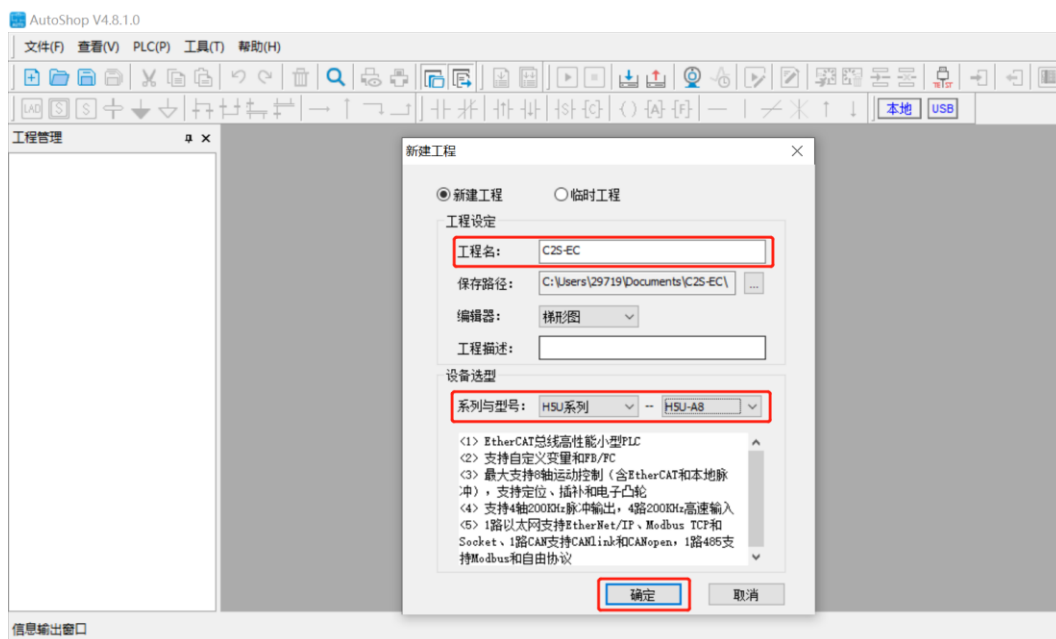 AutoShop V4.8.1.0
文件(F) 查看(V) PLC(P) 工具(T) 帮助(H)
TEST
LAD S S |S| {C} ( ) {A} {F} 本地 USB
工程管理
新建工程
新建工程 临时工程
工程设定
工程名: C2S-EC
保存路径: C:\Users\29719\Documents\C2S-EC\ ...
编辑器: 梯形图
工程描述:
设备选型
系列与型号: H5U系列 -- H5U-A8
<1> EtherCAT总线高性能小型PLC
<2> 支持自定义变量和FB/FC
<3> 最大支持8轴运动控制（含EtherCAT和本地脉
冲），支持定位、插补和电子凸轮
<4> 支持4轴200KHz脉冲输出，4路200KHz高速输入
<5> 1路以太网支持EtherNet/IP、Modbus TCP和
Socket、1路CAN支持CANlink和CANopen，1路485支
持Modbus和自由协议
确定 取消
信息输出窗口